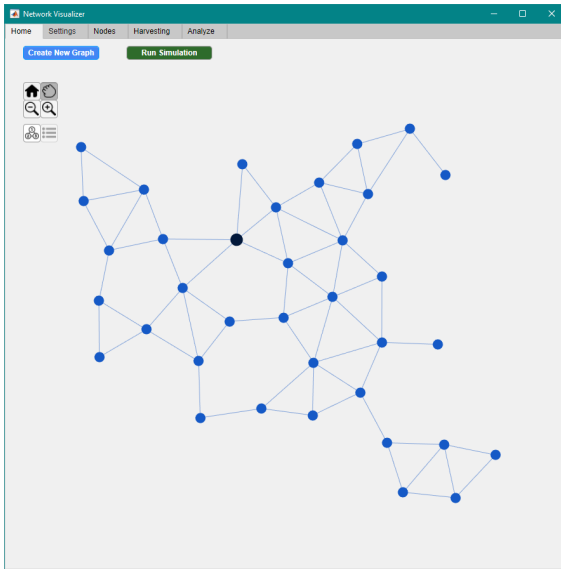 Network Visualizer
Home Settings Nodes Harvesting Analyze
Create New Graph Run Simulation